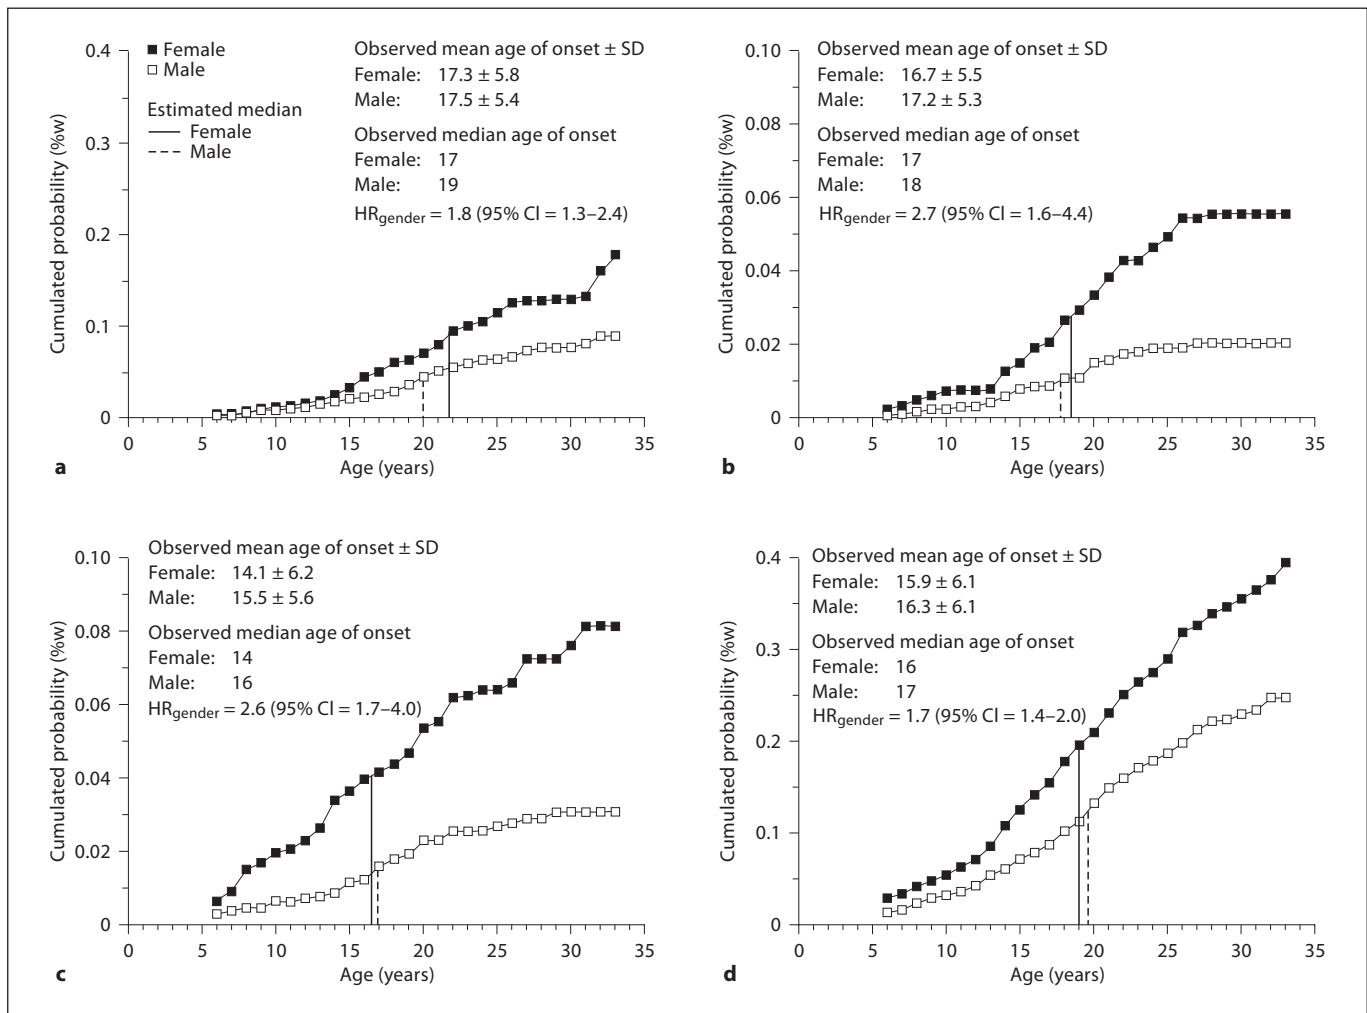 0.4
0.3
0.2
0.1
0
Cumulated probability (%w)
Female
Male
Estimated median
Female
Male
Observed mean age of onset ± SD
Female: 17.3 ± 5.8
Male: 17.5 ± 5.4
Observed median age of onset
Female: 17
Male: 19
HRgender = 1.8 (95% Cl = 1.3–2.4)
0 5 10 15 20 25 30 35
Age (years)
a
0.10
0.08
0.06
0.04
0.02
0
Cumulated probability (%w)
Observed mean age of onset ± SD
Female: 16.7 ± 5.5
Male: 17.2 ± 5.3
Observed median age of onset
Female: 17
Male: 18
HRgender = 2.7 (95% Cl = 1.6–4.4)
0 5 10 15 20 25 30 35
Age (years)
b
0.10
0.08
0.06
0.04
0.02
0
Cumulated probability (%w)
Observed mean age of onset ± SD
Female: 14.1 ± 6.2
Male: 15.5 ± 5.6
Observed median age of onset
Female: 14
Male: 16
HRgender = 2.6 (95% Cl = 1.7–4.0)
0 5 10 15 20 25 30 35
Age (years)
c
0.4
0.3
0.2
0.1
0
Cumulated probability (%w)
Observed mean age of onset ± SD
Female: 15.9 ± 6.1
Male: 16.3 ± 6.1
Observed median age of onset
Female: 16
Male: 17
HRgender = 1.7 (95% Cl = 1.4–2.0)
0 5 10 15 20 25 30 35
Age (years)
d